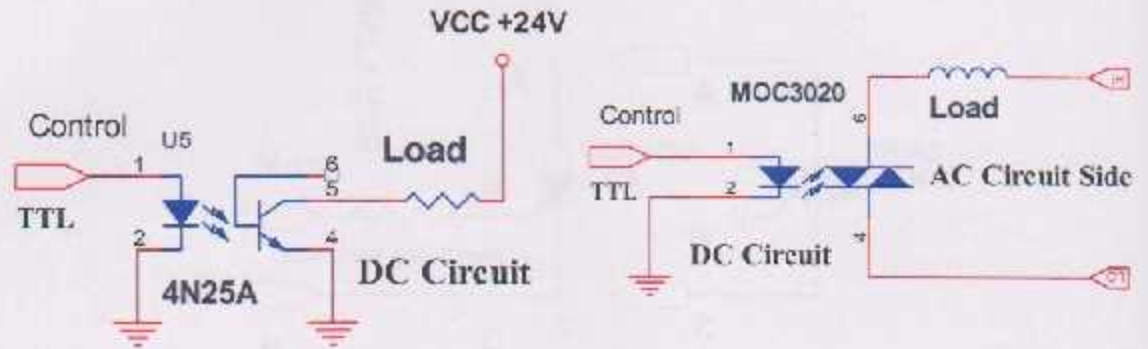 VCC +24V
Control
U5
1
TTL
2
4N25A
Load
6
5
4
DC Circuit
MOC3020
Control
1
TTL
2
6
Load
AC Circuit Side
4
DC Circuit